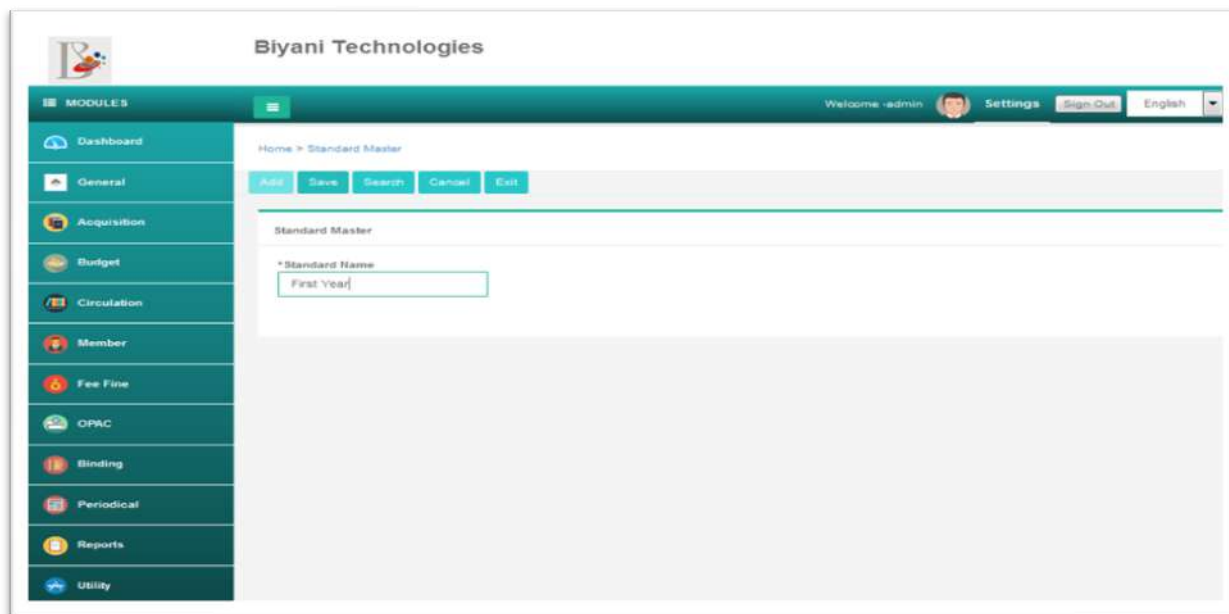 Biyani Technologies
MODULES
Welcome -admin Settings Sign Out English
Dashboard
General
Acquisition
Budget
Circulation
Member
Fee Fine
OPAC
Binding
Periodical
Reports
Utility
Home > Standard Master
Add Save Search Cancel Exit
Standard Master
*Standard Name
First Year